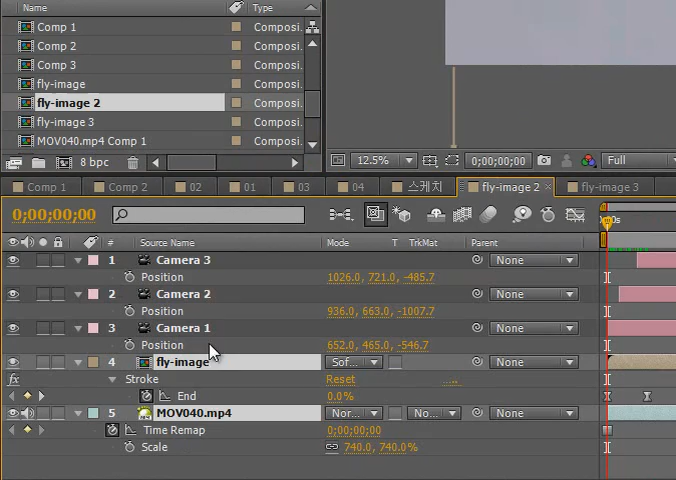 Name Type
Comp 1 Composi.
Comp 2 Composi.
Comp 3 Composi.
fly-image Composi.
fly-image 2 Composi.
fly-image 3 Composi.
MOV040.mp4 Comp 1 Composi.
8 bpc 12.5% 0;00;00;00 Full
Comp 1 Comp 2 02 01 03 04 스케치 fly-image 2 fly-image 3
0;00;00;00
# Source Name Mode T TrkMat Parent
1 Camera 3 None
Position 1026.0, 721.0, -485.7
2 Camera 2 None
Position 936.0, 663.0, -1007.7
3 Camera 1 None
Position 652.0, 465.0, -546.7
4 fly-image Sof... None
fx Stroke Reset .....
End 0.0%
5 MOV040.mp4 Nor... No... None
Time Remap 0;00;00;00
Scale 740.0, 740.0%